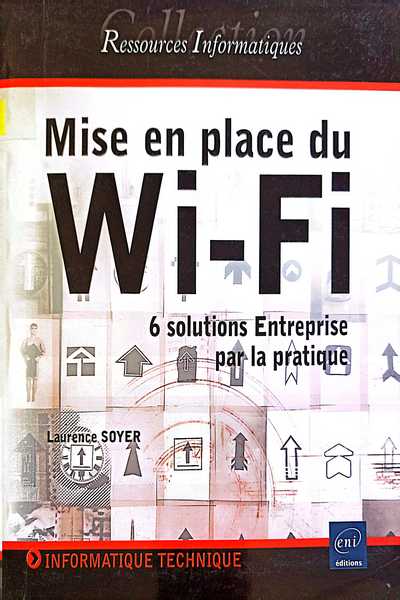 Collection
Ressources Informatiques
Mise en place du
Wi-Fi
6 solutions Entreprise
par la pratique
Laurence SOYER
INFORMATIQUE TECHNIQUE
eni
éditions